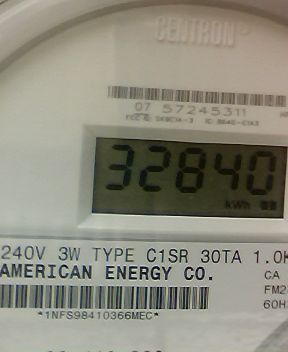 CENTRON
07 57245311
32840
kWh
240V 3W TYPE C1SR 30TA 1.0K
AMERICAN ENERGY CO.
CA
FM2
60H
*1NFS98410366MEC*